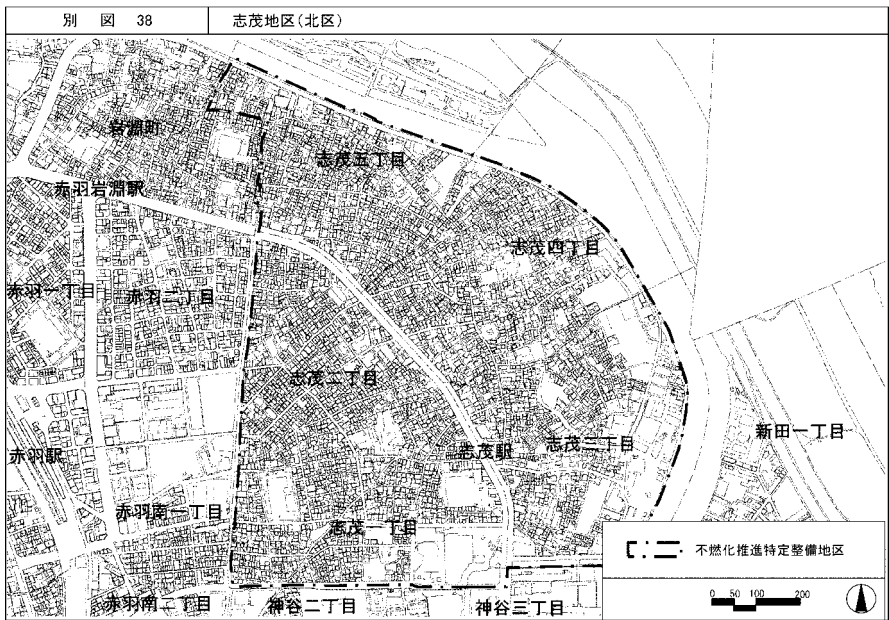 別 図 38
志茂地区(北区)
岩淵町
志茂五丁目
赤羽岩淵駅
志茂四丁目
赤羽一丁目
赤羽二丁目
志茂二丁目
新田一丁目
志茂駅
志茂三丁目
赤羽駅
赤羽南一丁目
志茂一丁目
不燃化推進特定整備地区
赤羽南二丁目
神谷二丁目
神谷三丁目
0 50 100 200